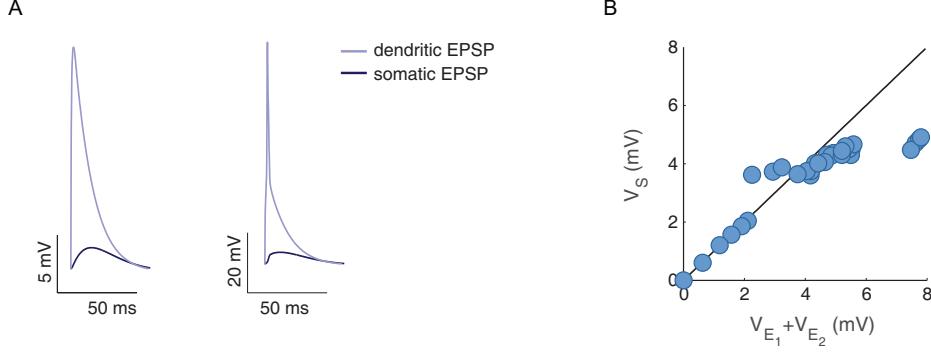 A
B
dendritic EPSP
somatic EPSP
5 mV
50 ms
20 mV
50 ms
V_S (mV)
8
6
4
2
0
0 2 4 6 8
V_E1+V_E2 (mV)